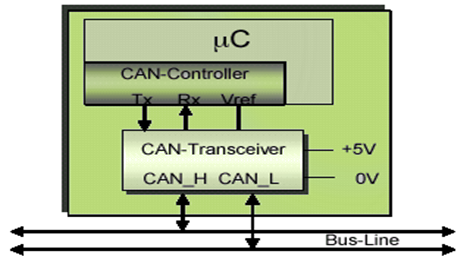 μC
CAN-Controller
Tx Rx Vref
CAN-Transceiver
+5V
CAN_H CAN_L
0V
Bus-Line